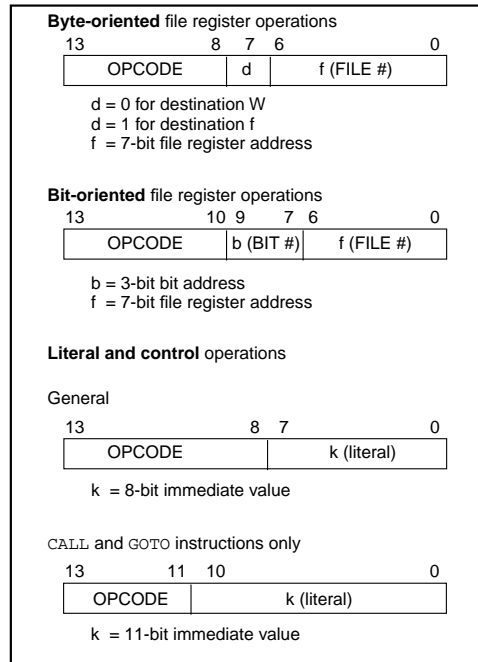 Byte-oriented file register operations
13 8 7 6 0
OPCODE d f (FILE #)
d = 0 for destination W
d = 1 for destination f
f = 7-bit file register address
Bit-oriented file register operations
13 10 9 7 6 0
OPCODE b (BIT #) f (FILE #)
b = 3-bit bit address
f = 7-bit file register address
Literal and control operations
General
13 8 7 0
OPCODE k (literal)
k = 8-bit immediate value
CALL and GOTO instructions only
13 11 10 0
OPCODE k (literal)
k = 11-bit immediate value